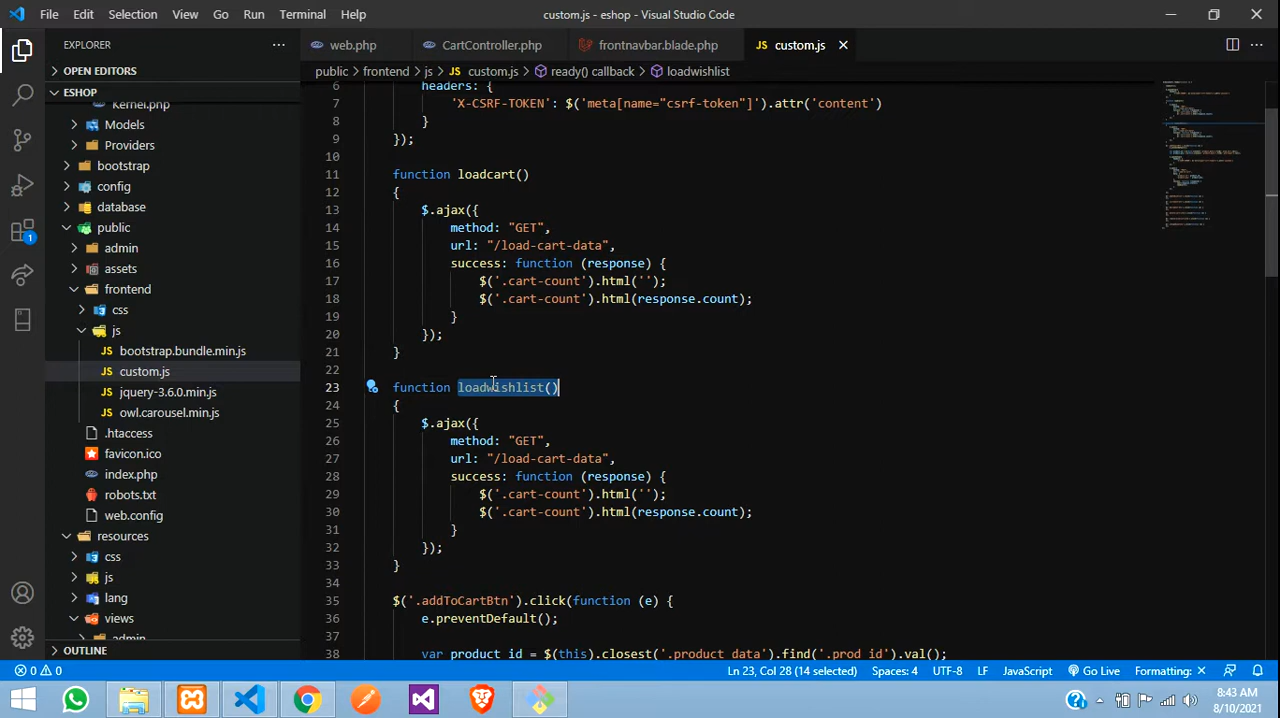 File Edit Selection View Go Run Terminal Help custom.js - eshop - Visual Studio Code
EXPLORER
web.php CartController.php frontnavbar.blade.php JS custom.js
OPEN EDITORS
public > frontend > js > JS custom.js > ready() callback > loadwishlist
ESHOP
kernel.php
Models
Providers
bootstrap
config
database
public
admin
assets
frontend
css
js
JS bootstrap.bundle.min.js
JS custom.js
JS jquery-3.6.0.min.js
JS owl.carousel.min.js
.htaccess
favicon.ico
index.php
robots.txt
web.config
resources
css
js
lang
views
admin
OUTLINE
6 headers: {
7 'X-CSRF-TOKEN': $('meta[name="csrf-token"]').attr('content')
8 }
9 });
10
11 function loadcart()
12 {
13 $.ajax({
14 method: "GET",
15 url: "/load-cart-data",
16 success: function (response) {
17 $('.cart-count').html('');
18 $('.cart-count').html(response.count);
19 }
20 });
21 }
22
23 function loadwishlist()
24 {
25 $.ajax({
26 method: "GET",
27 url: "/load-cart-data",
28 success: function (response) {
29 $('.cart-count').html('');
30 $('.cart-count').html(response.count);
31 }
32 });
33 }
34
35 $('.addToCartBtn').click(function (e) {
36 e.preventDefault();
37
38 var product_id = $(this).closest('.product_data').find('.prod_id').val();
1
0 0 Ln 23, Col 28 (14 selected) Spaces: 4 UTF-8 LF JavaScript Go Live Formatting: ×
8:43 AM
8/10/2021